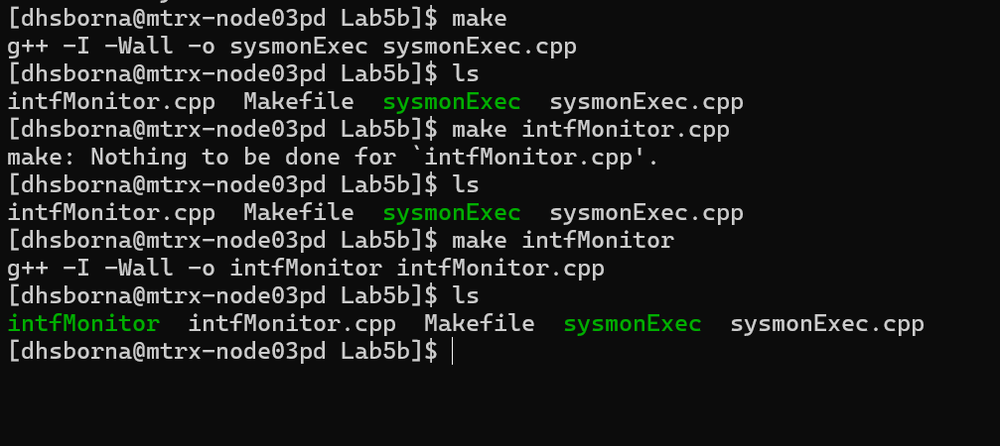 [dhsborna@mtrx-node03pd Lab5b]$ make
g++ -I -Wall -o sysmonExec sysmonExec.cpp
[dhsborna@mtrx-node03pd Lab5b]$ ls
intfMonitor.cpp  Makefile  sysmonExec  sysmonExec.cpp
[dhsborna@mtrx-node03pd Lab5b]$ make intfMonitor.cpp
make: Nothing to be done for `intfMonitor.cpp'.
[dhsborna@mtrx-node03pd Lab5b]$ ls
intfMonitor.cpp  Makefile  sysmonExec  sysmonExec.cpp
[dhsborna@mtrx-node03pd Lab5b]$ make intfMonitor
g++ -I -Wall -o intfMonitor intfMonitor.cpp
[dhsborna@mtrx-node03pd Lab5b]$ ls
intfMonitor  intfMonitor.cpp  Makefile  sysmonExec  sysmonExec.cpp
[dhsborna@mtrx-node03pd Lab5b]$